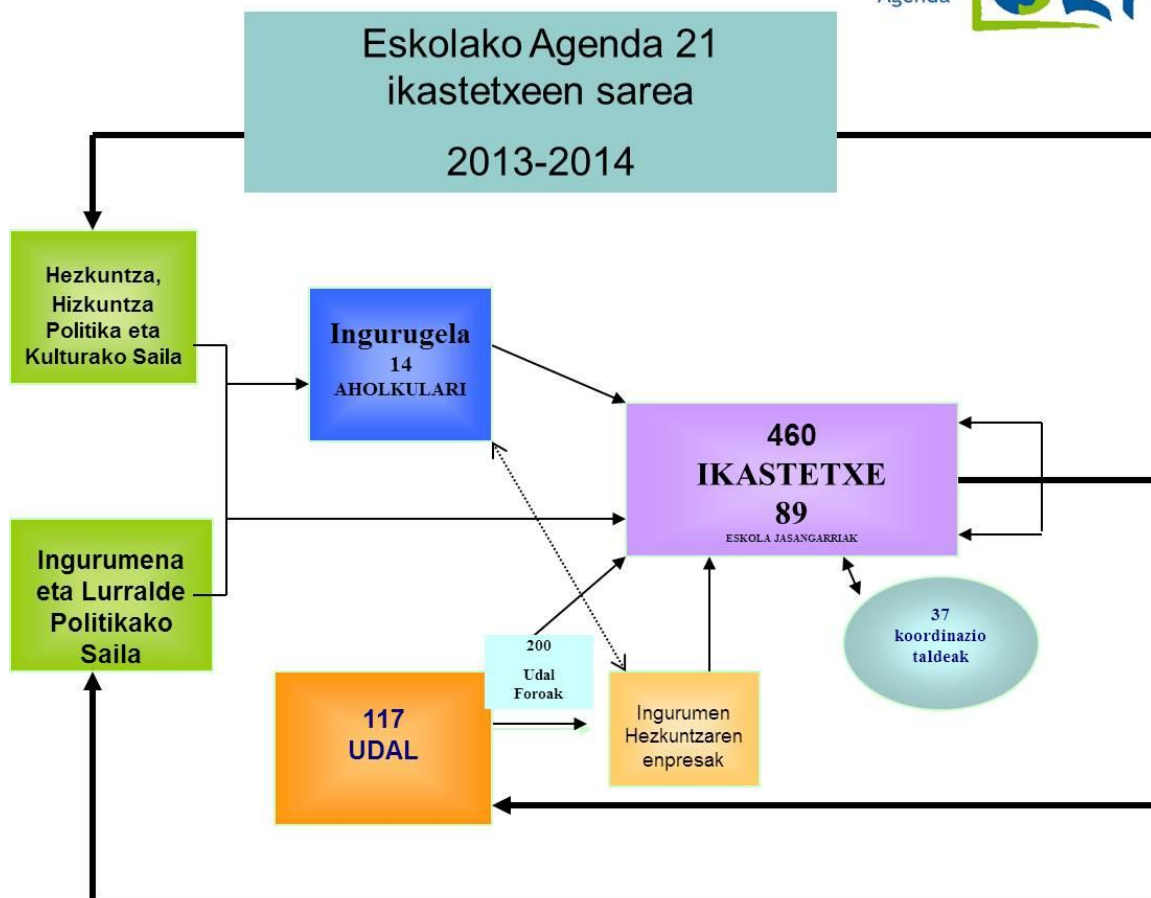 Agenda
Eskolako Agenda 21
ikastetxeen sarea
2013-2014
Hezkuntza,
Hizkuntza
Politika eta
Kulturako Saila
Ingurugela
14
AHOLKULARI
460
IKASTETXE
89
ESKOLA JASANGARRIAK
Ingurumena
eta Lurralde
Politikako
Saila
37
koordinazio
taldeak
200
Udal
Foroak
117
UDAL
Ingurumen
Hezkuntzaren
enpresak